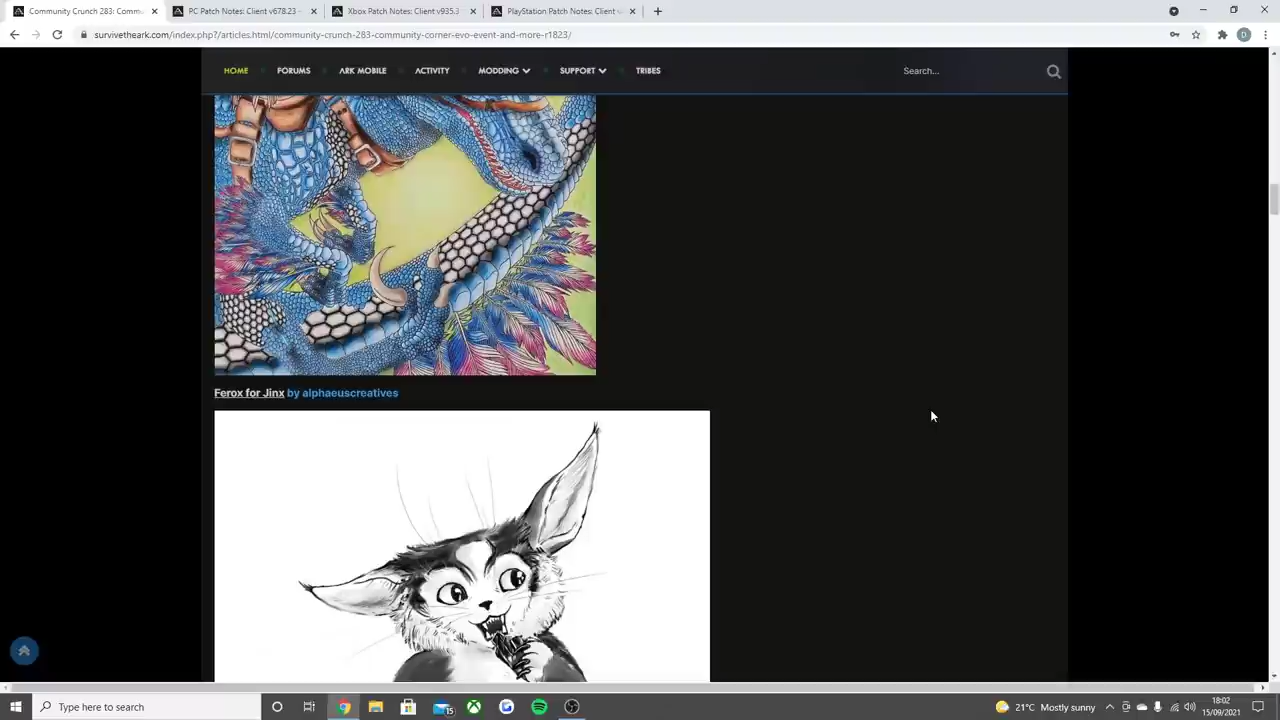 Community Crunch 283: Comm
PC Patch Notes: Client v678.23 -
Xbox Patch Notes: Client v935.3
PlayStation Patch Notes: Client v
survivetheark.com/index.php?/articles.html/community-crunch-283-community-corner-evo-event-and-more-r1823/
D
HOME
FORUMS
ARK MOBILE
ACTIVITY
MODDING
SUPPORT
TRIBES
Search...
Ferox for Jinx by alphaeuscreatives
Type here to search
15
21°C Mostly sunny
18:02
15/09/2021